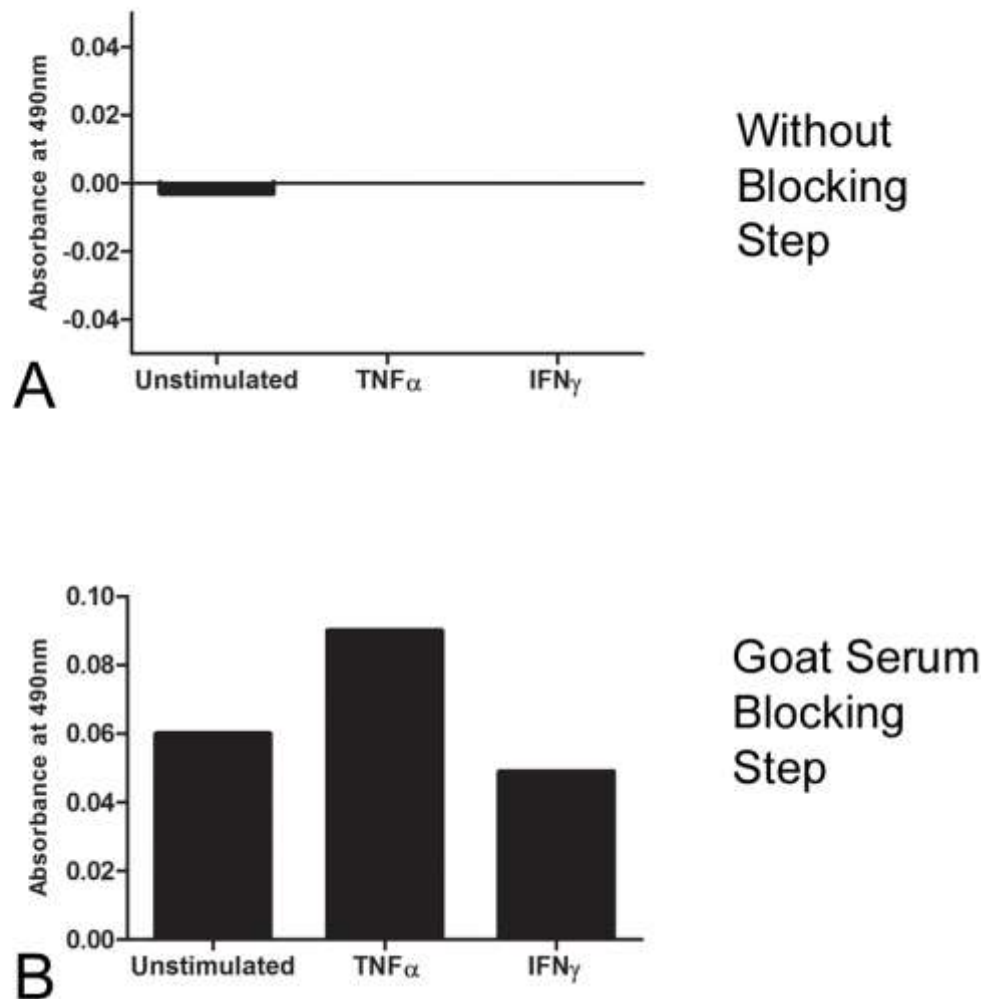 Absorbance at 490nm
0.04
0.02
0.00
-0.02
-0.04
Unstimulated TNFα IFNγ
A
Without
Blocking
Step
Absorbance at 490nm
0.10
0.08
0.06
0.04
0.02
0.00
Unstimulated TNFα IFNγ
B
Goat Serum
Blocking
Step